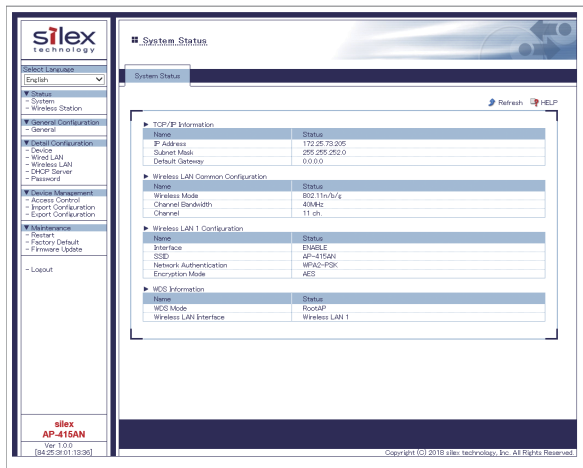 silex
technology
Select Language
English
▼ Status
- System
- Wireless Station
▼ General Configuration
- General
▼ Detail Configuration
- Device
- Wired LAN
- Wireless LAN
- DHCP Server
- Password
▼ Device Management
- Access Control
- Import Configuration
- Export Configuration
▼ Maintenance
- Restart
- Factory Default
- Firmware Update
- Logout
silex
AP-415AN
Ver 1.0.0
[84:25:3f:01:13:36]
System Status
System Status
Refresh HELP
▶ TCP/IP Information
Name Status
IP Address 172.25.73.205
Subnet Mask 255.255.252.0
Default Gateway 0.0.0.0
▶ Wireless LAN Common Configuration
Name Status
Wireless Mode 802.11n/b/g
Channel Bandwidth 40MHz
Channel 11 ch.
▶ Wireless LAN 1 Configuration
Name Status
Interface ENABLE
SSID AP-415AN
Network Authentication WPA2-PSK
Encryption Mode AES
▶ WDS Information
Name Status
WDS Mode RootAP
Wireless LAN Interface Wireless LAN 1
Copyright (C) 2018 silex technology, Inc. All Rights Reserved.